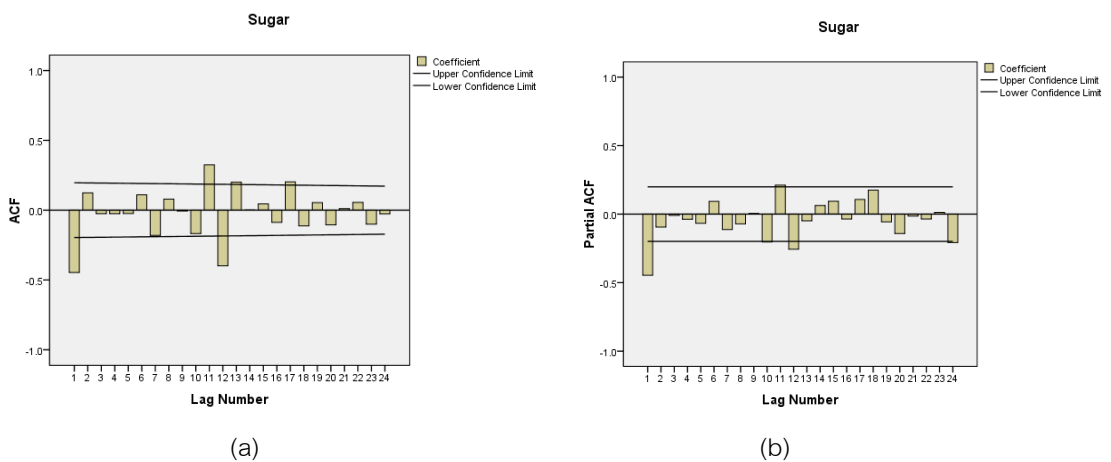 Sugar
1.0
0.5
0.0
-0.5
-1.0
ACF
1 2 3 4 5 6 7 8 9 10 11 12 13 14 15 16 17 18 19 20 21 22 23 24
Lag Number
Coefficient
Upper Confidence Limit
Lower Confidence Limit
(a)
Sugar
1.0
0.5
0.0
-0.5
-1.0
Partial ACF
1 2 3 4 5 6 7 8 9 10 11 12 13 14 15 16 17 18 19 20 21 22 23 24
Lag Number
Coefficient
Upper Confidence Limit
Lower Confidence Limit
(b)